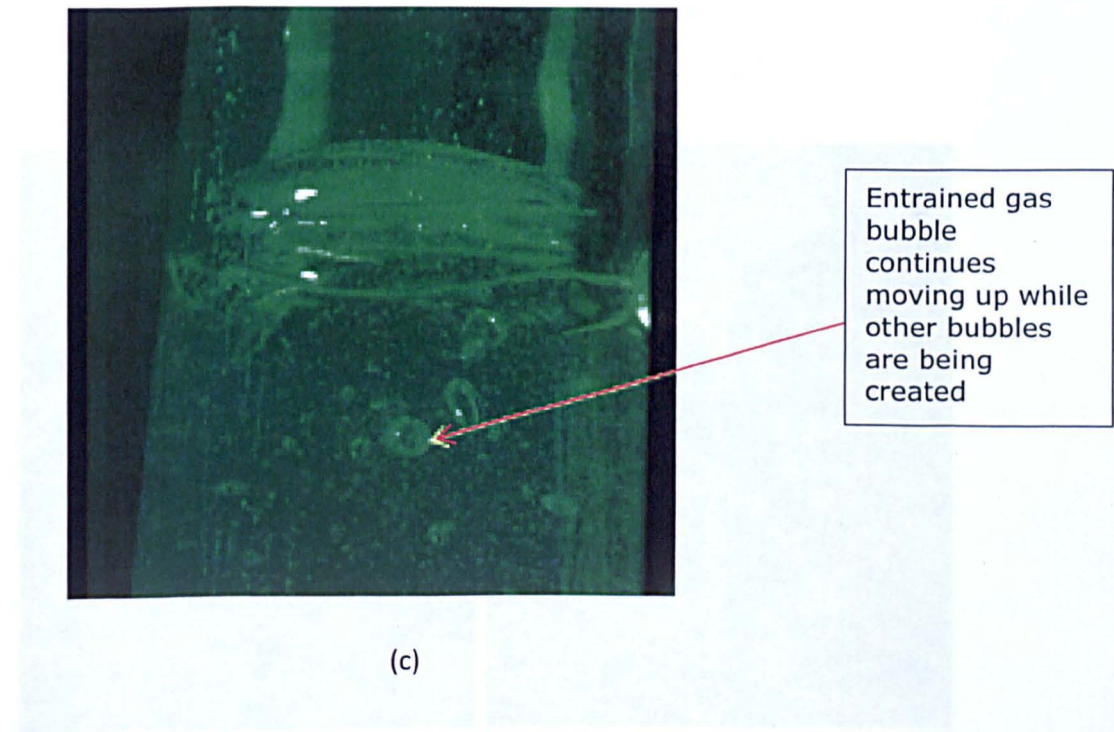 Entrained gas
bubble
continues
moving up while
other bubbles
are being
created
(c)